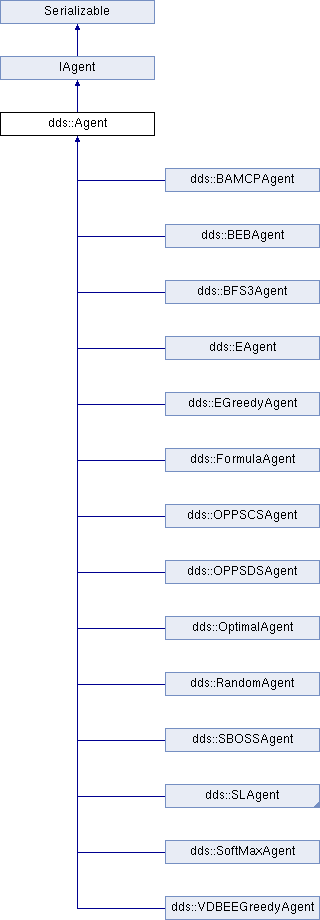 Serializable
IAgent
dds::Agent
dds::BAMCPAgent
dds::BEBAgent
dds::BFS3Agent
dds::EAgent
dds::EGreedyAgent
dds::FormulaAgent
dds::OPPSCSAgent
dds::OPPSDSAgent
dds::OptimalAgent
dds::RandomAgent
dds::SBOSSAgent
dds::SLAgent
dds::SoftMaxAgent
dds::VDBEEGreedyAgent